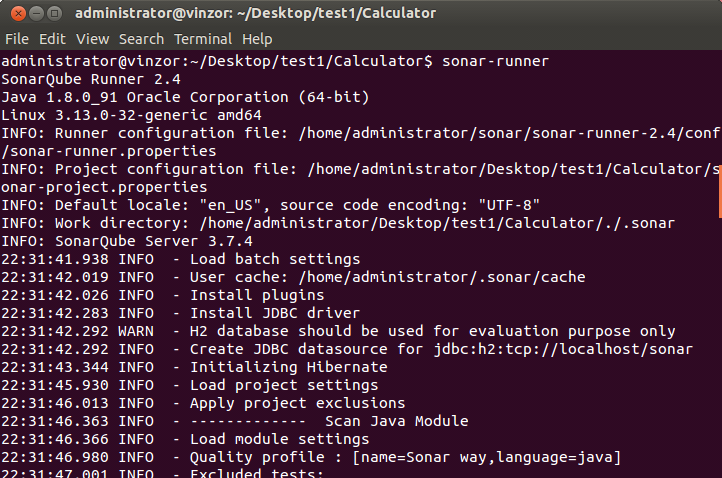 administrator@vinzor: ~/Desktop/test1/Calculator
File Edit View Search Terminal Help
administrator@vinzor:~/Desktop/test1/Calculator$ sonar-runner
SonarQube Runner 2.4
Java 1.8.0_91 Oracle Corporation (64-bit)
Linux 3.13.0-32-generic amd64
INFO: Runner configuration file: /home/administrator/sonar/sonar-runner-2.4/conf
/sonar-runner.properties
INFO: Project configuration file: /home/administrator/Desktop/test1/Calculator/s
onar-project.properties
INFO: Default locale: "en_US", source code encoding: "UTF-8"
INFO: Work directory: /home/administrator/Desktop/test1/Calculator/./.sonar
INFO: SonarQube Server 3.7.4
22:31:41.938 INFO  - Load batch settings
22:31:42.019 INFO  - User cache: /home/administrator/.sonar/cache
22:31:42.026 INFO  - Install plugins
22:31:42.283 INFO  - Install JDBC driver
22:31:42.292 WARN  - H2 database should be used for evaluation purpose only
22:31:42.292 INFO  - Create JDBC datasource for jdbc:h2:tcp://localhost/sonar
22:31:43.344 INFO  - Initializing Hibernate
22:31:45.930 INFO  - Load project settings
22:31:46.013 INFO  - Apply project exclusions
22:31:46.363 INFO  - -------------  Scan Java Module
22:31:46.366 INFO  - Load module settings
22:31:46.980 INFO  - Quality profile : [name=Sonar way,language=java]
22:31:47.001 INFO  - Excluded tests: